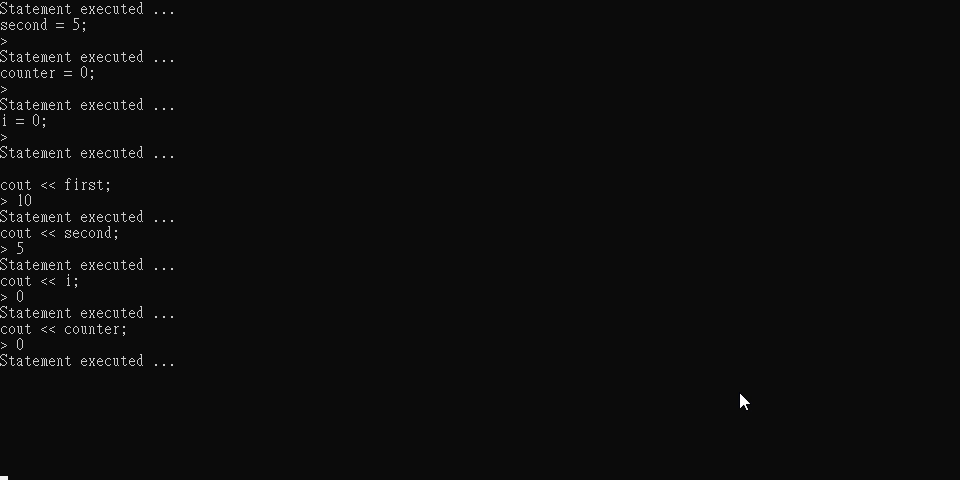 Statement executed ...
second = 5;
>
Statement executed ...
counter = 0;
>
Statement executed ...
i = 0;
>
Statement executed ...
cout << first;
> 10
Statement executed ...
cout << second;
> 5
Statement executed ...
cout << i;
> 0
Statement executed ...
cout << counter;
> 0
Statement executed ...